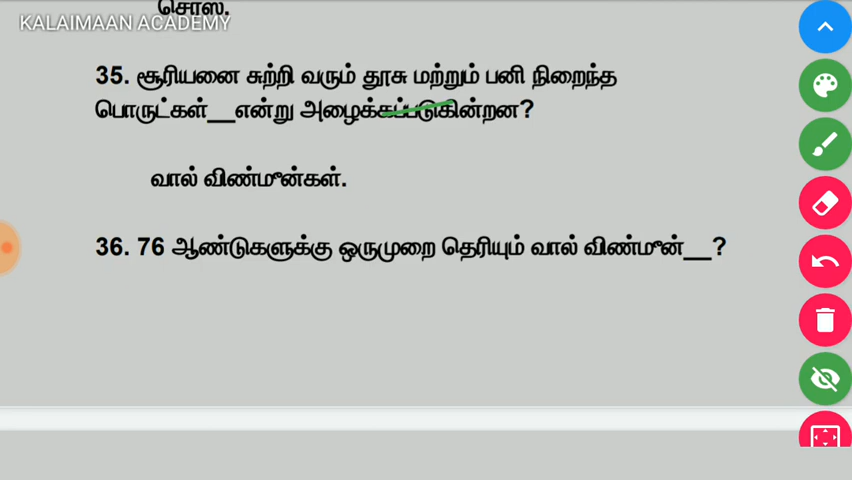 சொஸ்.
KALAIMAAN ACADEMY
35. சூரியனை சுற்றி வரும் தூசு மற்றும் பனி நிறைந்த
பொருட்கள்__என்று அழைக்கப்படுகின்றன?
வால் விண்மூன்கள்.
36. 76 ஆண்டுகளுக்கு ஒருமுறை தெரியும் வால் விண்மூன்__?